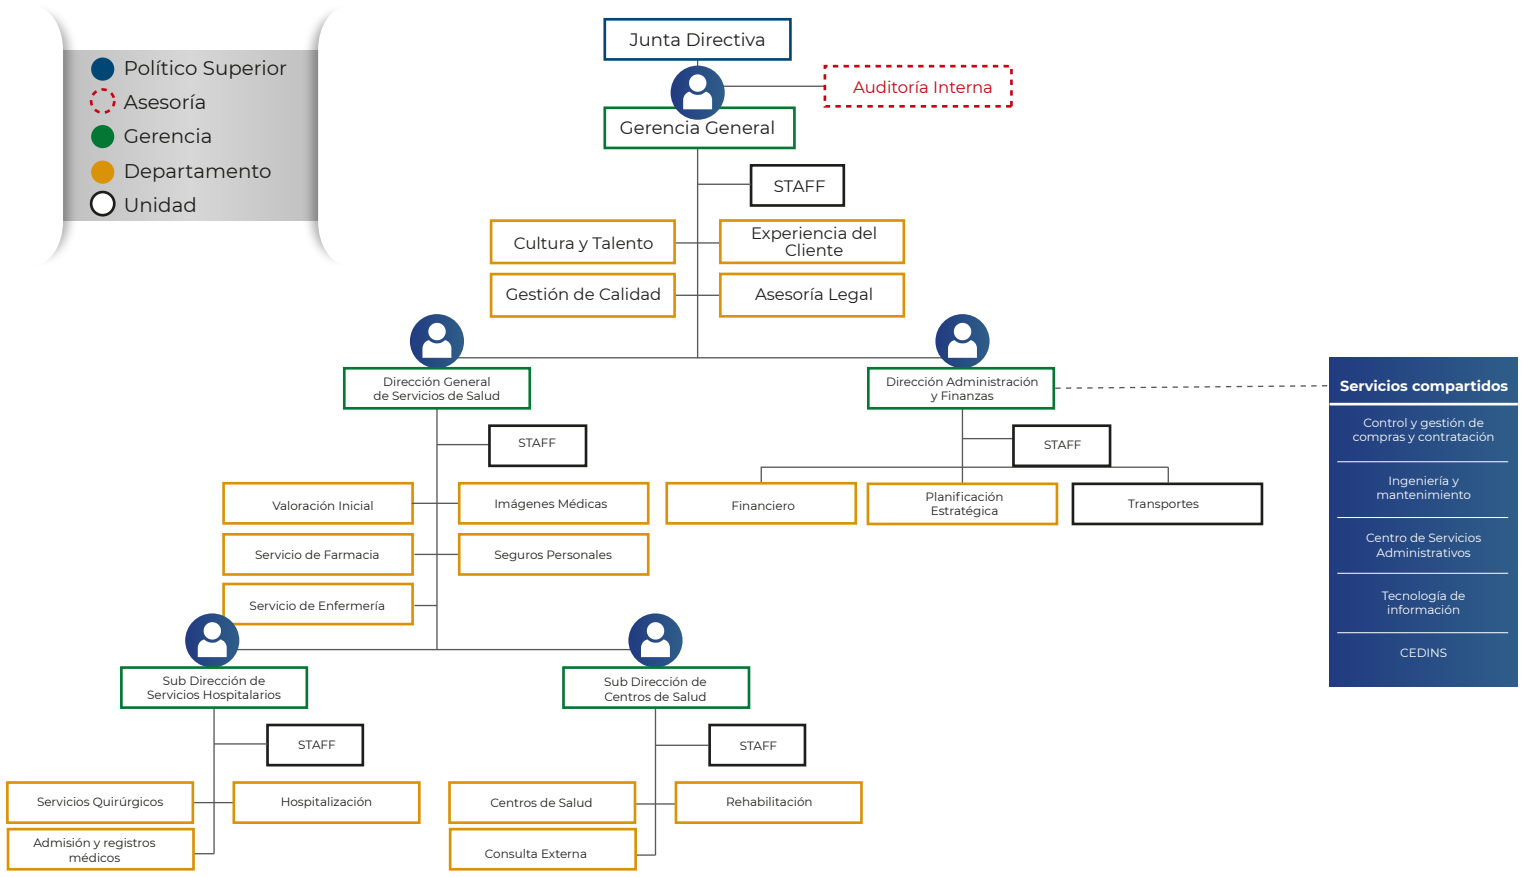 Político Superior
Asesoría
Gerencia
Departamento
Unidad
Junta Directiva
Auditoría Interna
Gerencia General
STAFF
Cultura y Talento
Experiencia del
Cliente
Gestión de Calidad
Asesoría Legal
Dirección General
de Servicios de Salud
STAFF
Valoración Inicial
Imágenes Médicas
Servicio de Farmacia
Seguros Personales
Servicio de Enfermería
Dirección Administración
y Finanzas
STAFF
Financiero
Planificación
Estratégica
Transportes
Servicios compartidos
Control y gestión de
compras y contratación
Ingeniería y
mantenimiento
Centro de Servicios
Administrativos
Tecnología de
información
CEDINS
Sub Dirección de
Servicios Hospitalarios
STAFF
Servicios Quirúrgicos
Hospitalización
Admisión y registros
médicos
Sub Dirección de
Centros de Salud
STAFF
Centros de Salud
Rehabilitación
Consulta Externa